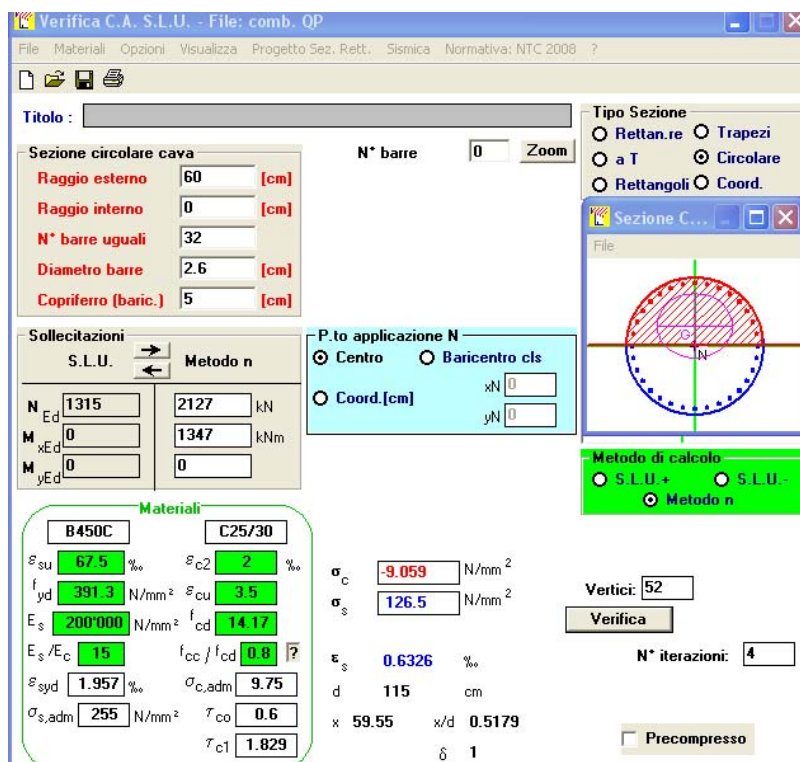 Verifica C.A. S.L.U. - File: comb. QP
File Materiali Opzioni Visualizza Progetto Sez. Rett. Sismica Normativa: NTC 2008 ?
Titolo :
Tipo Sezione
Rettan.re Trapezi
a T Circolare
Rettangoli Coord.
Sezione circolare cava
Raggio esterno 60 [cm]
Raggio interno 0 [cm]
N° barre uguali 32
Diametro barre 2.6 [cm]
Copriferro (baric.) 5 [cm]
N° barre 0 Zoom
Sezione C...
File
G
N
Sollecitazioni
S.L.U. Metodo n
N Ed 1315 2127 kN
M xEd 0 1347 kNm
M yEd 0 0
P.to applicazione N
Centro Baricentro cls
Coord.[cm] xN 0
yN 0
Metodo di calcolo
S.L.U.+ S.L.U.-
Metodo n
Materiali
B450C C25/30
εsu 67.5 ‰ εc2 2 ‰
fyd 391.3 N/mm² εcu 3.5
Es 200'000 N/mm² fcd 14.17
Es/Ec 15 fcc / fcd 0.8 ?
εsyd 1.957 ‰ σc,adm 9.75
σs,adm 255 N/mm² τco 0.6
τc1 1.829
σc -9.059 N/mm²
σs 126.5 N/mm²
εs 0.6326 ‰
d 115 cm
x 59.55 x/d 0.5179
δ 1
Vertici: 52
Verifica
N° iterazioni: 4
Precompresso